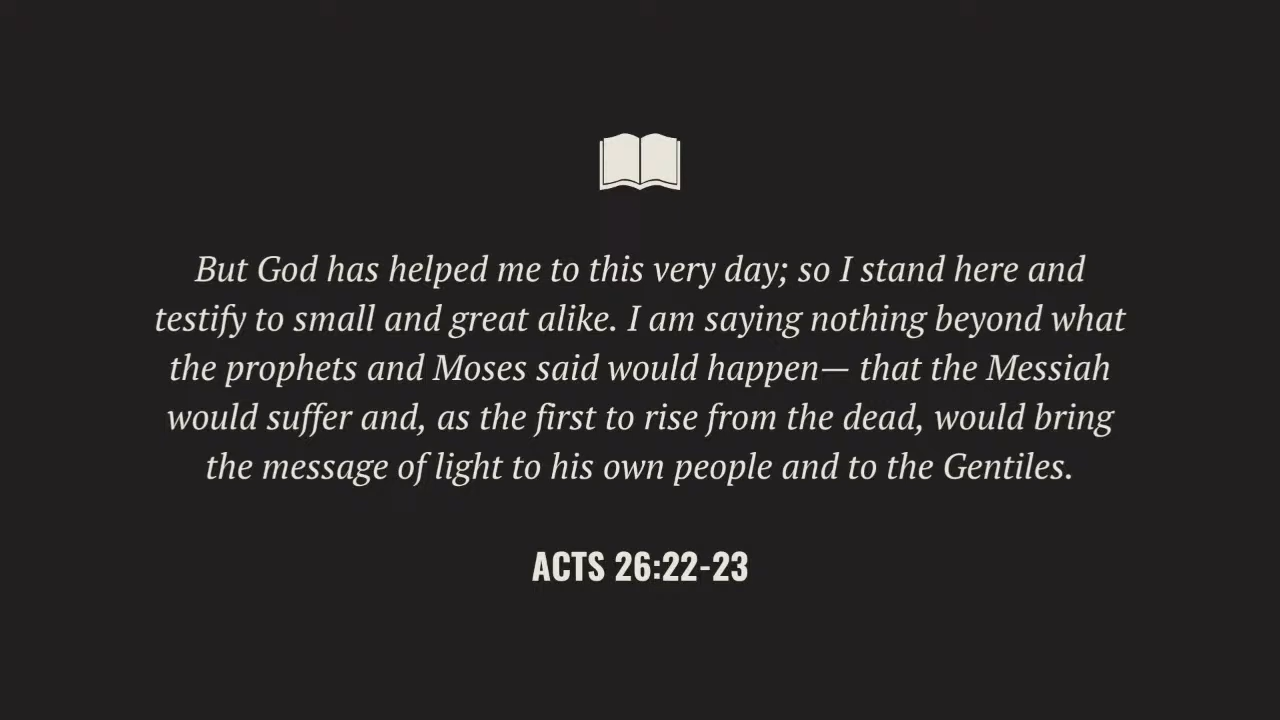 But God has helped me to this very day; so I stand here and
testify to small and great alike. I am saying nothing beyond what
the prophets and Moses said would happen— that the Messiah
would suffer and, as the first to rise from the dead, would bring
the message of light to his own people and to the Gentiles.
ACTS 26:22-23